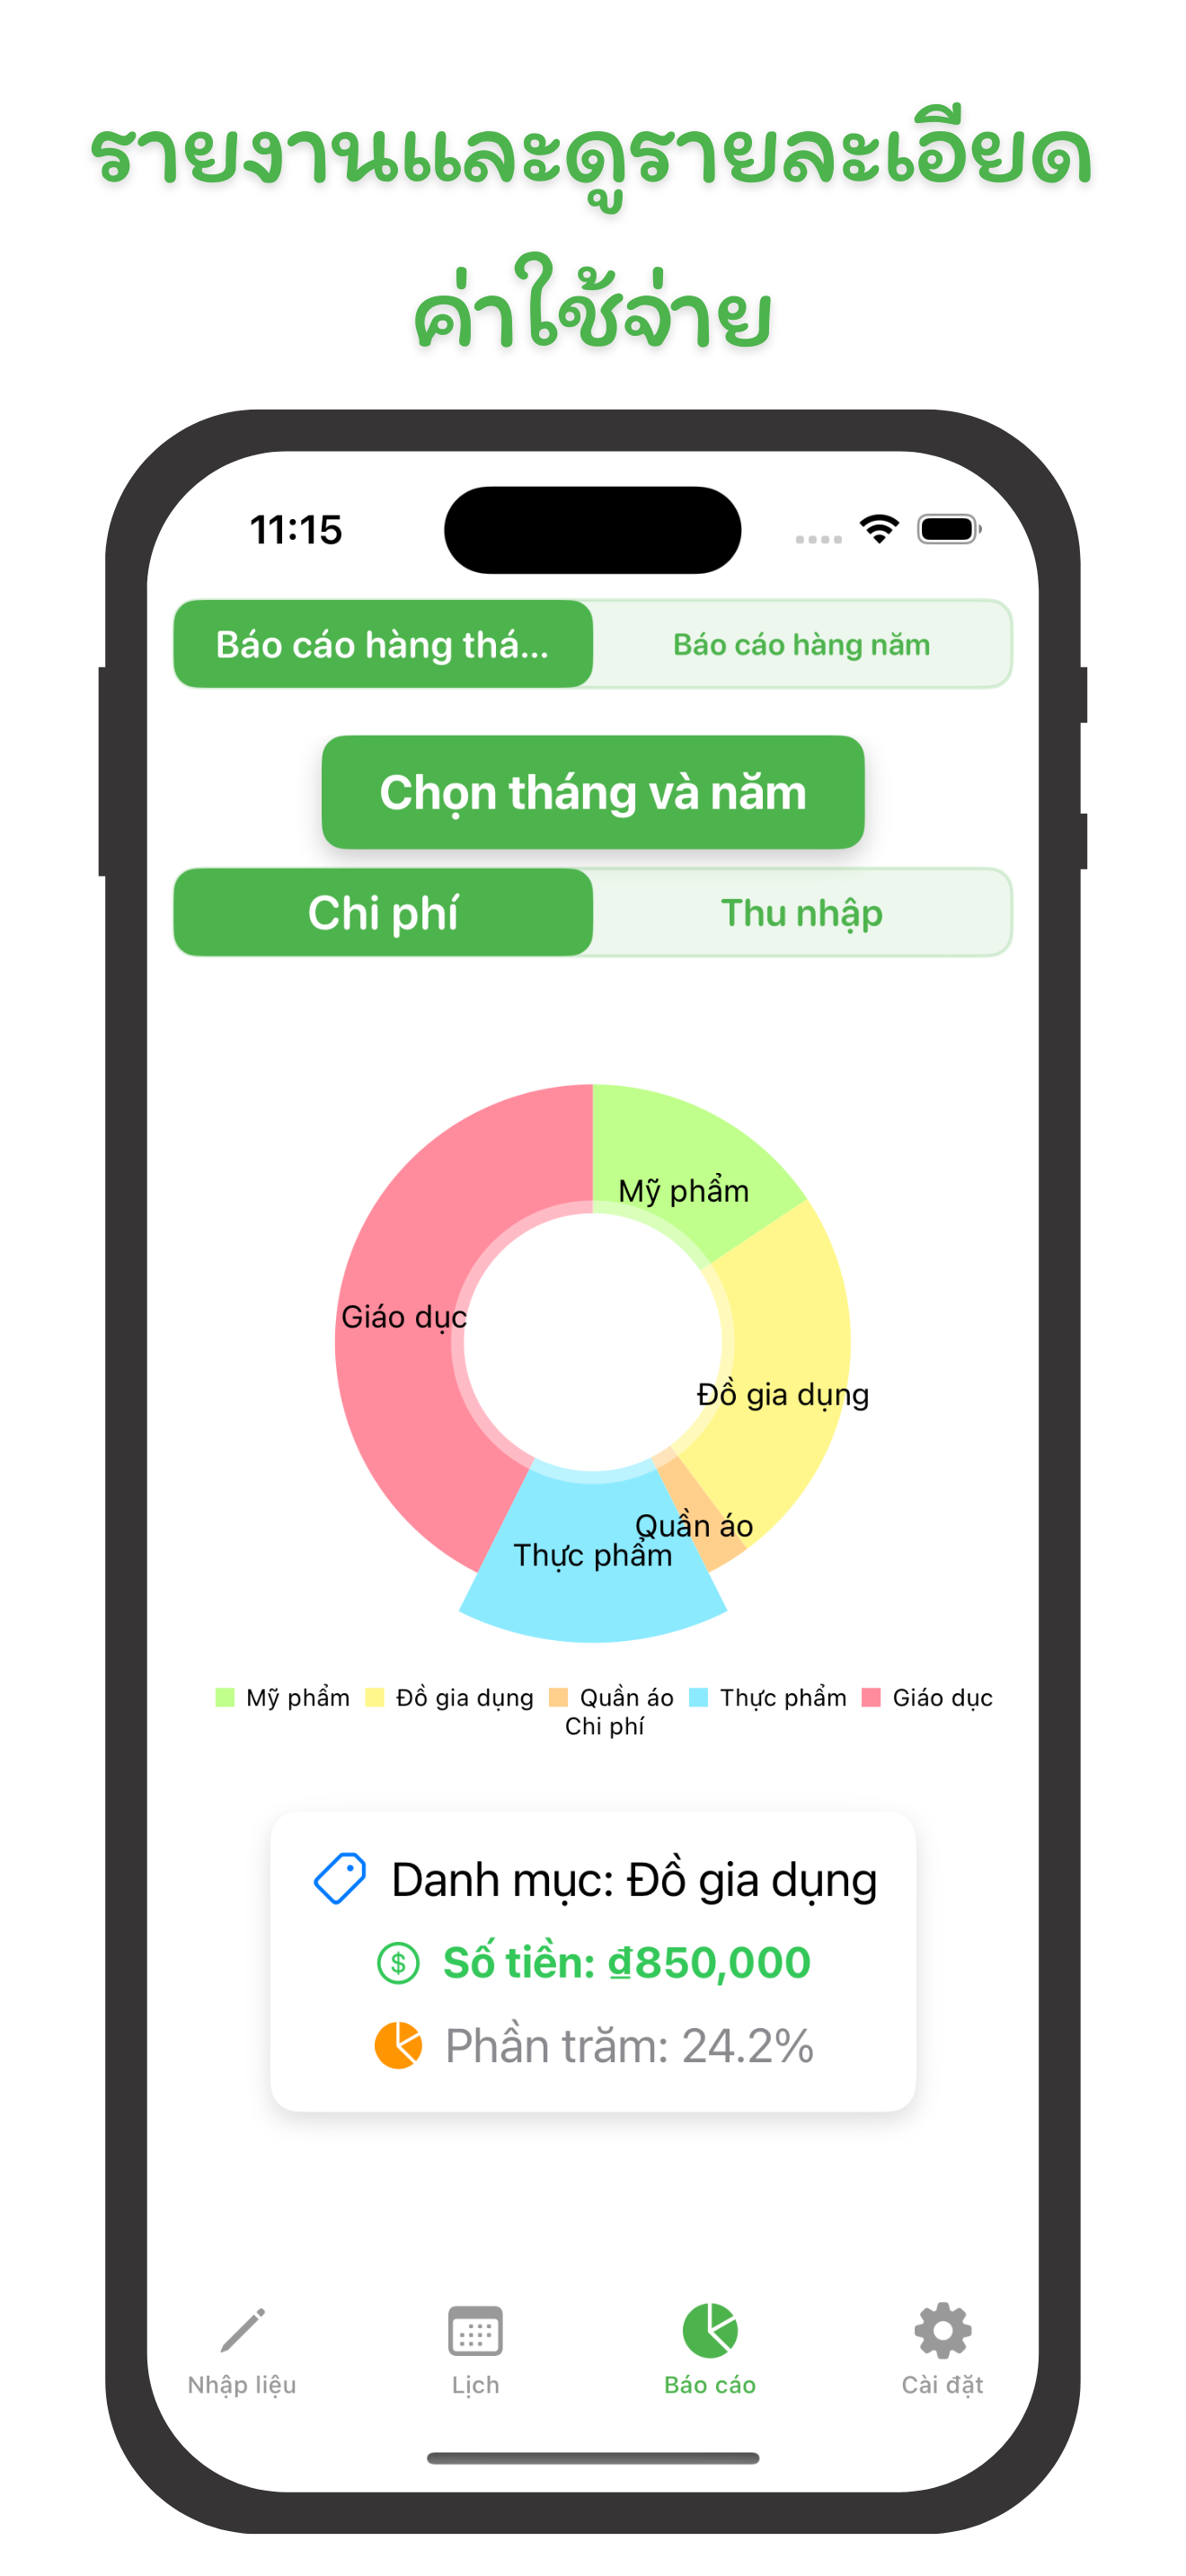 รายงานและดูรายละเอียด
ค่าใช้จ่าย
11:15
Báo cáo hàng thá...
Báo cáo hàng năm
Chọn tháng và năm
Chi phí
Thu nhập
Mỹ phẩm
Giáo dục
Đồ gia dụng
Quần áo
Thực phẩm
Mỹ phẩm Đồ gia dụng Quần áo Thực phẩm Giáo dục
Chi phí
Danh mục: Đồ gia dụng
Số tiền: ₫850,000
Phần trăm: 24.2%
Nhập liệu
Lịch
Báo cáo
Cài đặt